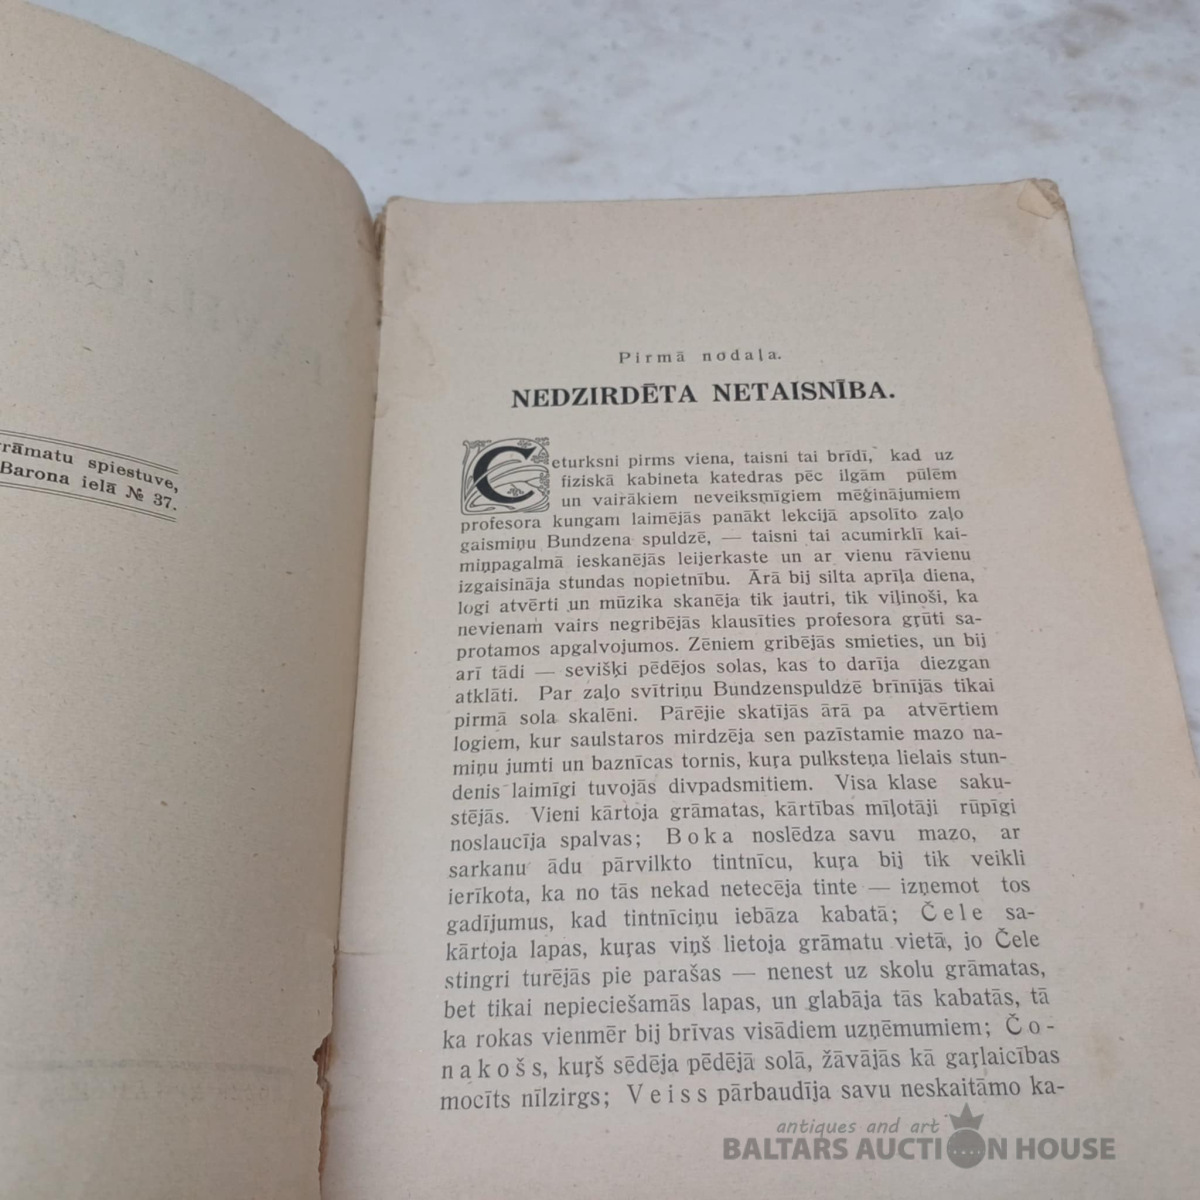 grāmatu spiestuve,
Barona ielā № 37.
Pirmā nodaļa.
NEDZIRDĒTA NETAISNĪBA.
Ceturksni pirms viena, taisni tai brīdī, kad uz
fiziskā kabineta katedras pēc ilgām pūlēm
un vairākiem neveiksmīgiem mēģinājumiem
profesora kungam laimējās panākt lekcijā apsolīto zaļo
gaismiņu Bundzena spuldzē, — taisni tai acumirklī kai-
miņpagalmā ieskanējās leijerkaste un ar vienu rāvienu
izgaisināja stundas nopietnību. Ārā bij silta aprīļa diena,
logi atvērti un mūzika skanēja tik jautri, tik viļinoši, ka
nevienam vairs negribējās klausīties profesora gŗūti sa-
protamos apgalvojumos. Zēniem gribējās smieties, un bij
arī tādi — sevišķi pēdējos solas, kas to darīja diezgan
atklāti. Par zaļo svītriņu Bundzenspuldzē brīnījās tikai
pirmā sola skalēni. Pārējie skatījās ārā pa atvērtiem
logiem, kur saulstaros mirdzēja sen pazīstamie mazo na-
miņu jumti un baznīcas tornis, kuŗa pulksteņa lielais stun-
denis laimīgi tuvojās divpadsmitiem. Visa klase saku-
stējās. Vieni kārtoja grāmatas, kārtības mīļotāji rūpīgi
noslaucīja spalvas; Boka noslēdza savu mazo, ar
sarkanu ādu pārvilkto tintnīcu, kuŗa bij tik veikli
ierīkota, ka no tās nekad netecēja tinte — izņemot tos
gadījumus, kad tintnīciņu iebāza kabatā; Čele sa-
kārtoja lapas, kuŗas viņš lietoja grāmatu vietā, jo Čele
stingri turējās pie parašas — nenest uz skolu grāmatas,
bet tikai nepieciešamās lapas, un glabāja tās kabatās, tā
ka rokas vienmēr bij brīvas visādiem uzņēmumiem; Čo-
nakošs, kuŗš sēdēja pēdējā solā, žāvājās kā gaŗlaicības
mocīts nīlzirgs; Veiss pārbaudīja savu neskaitāmo ka-
antiques and art
BALTARS AUCTION HOUSE